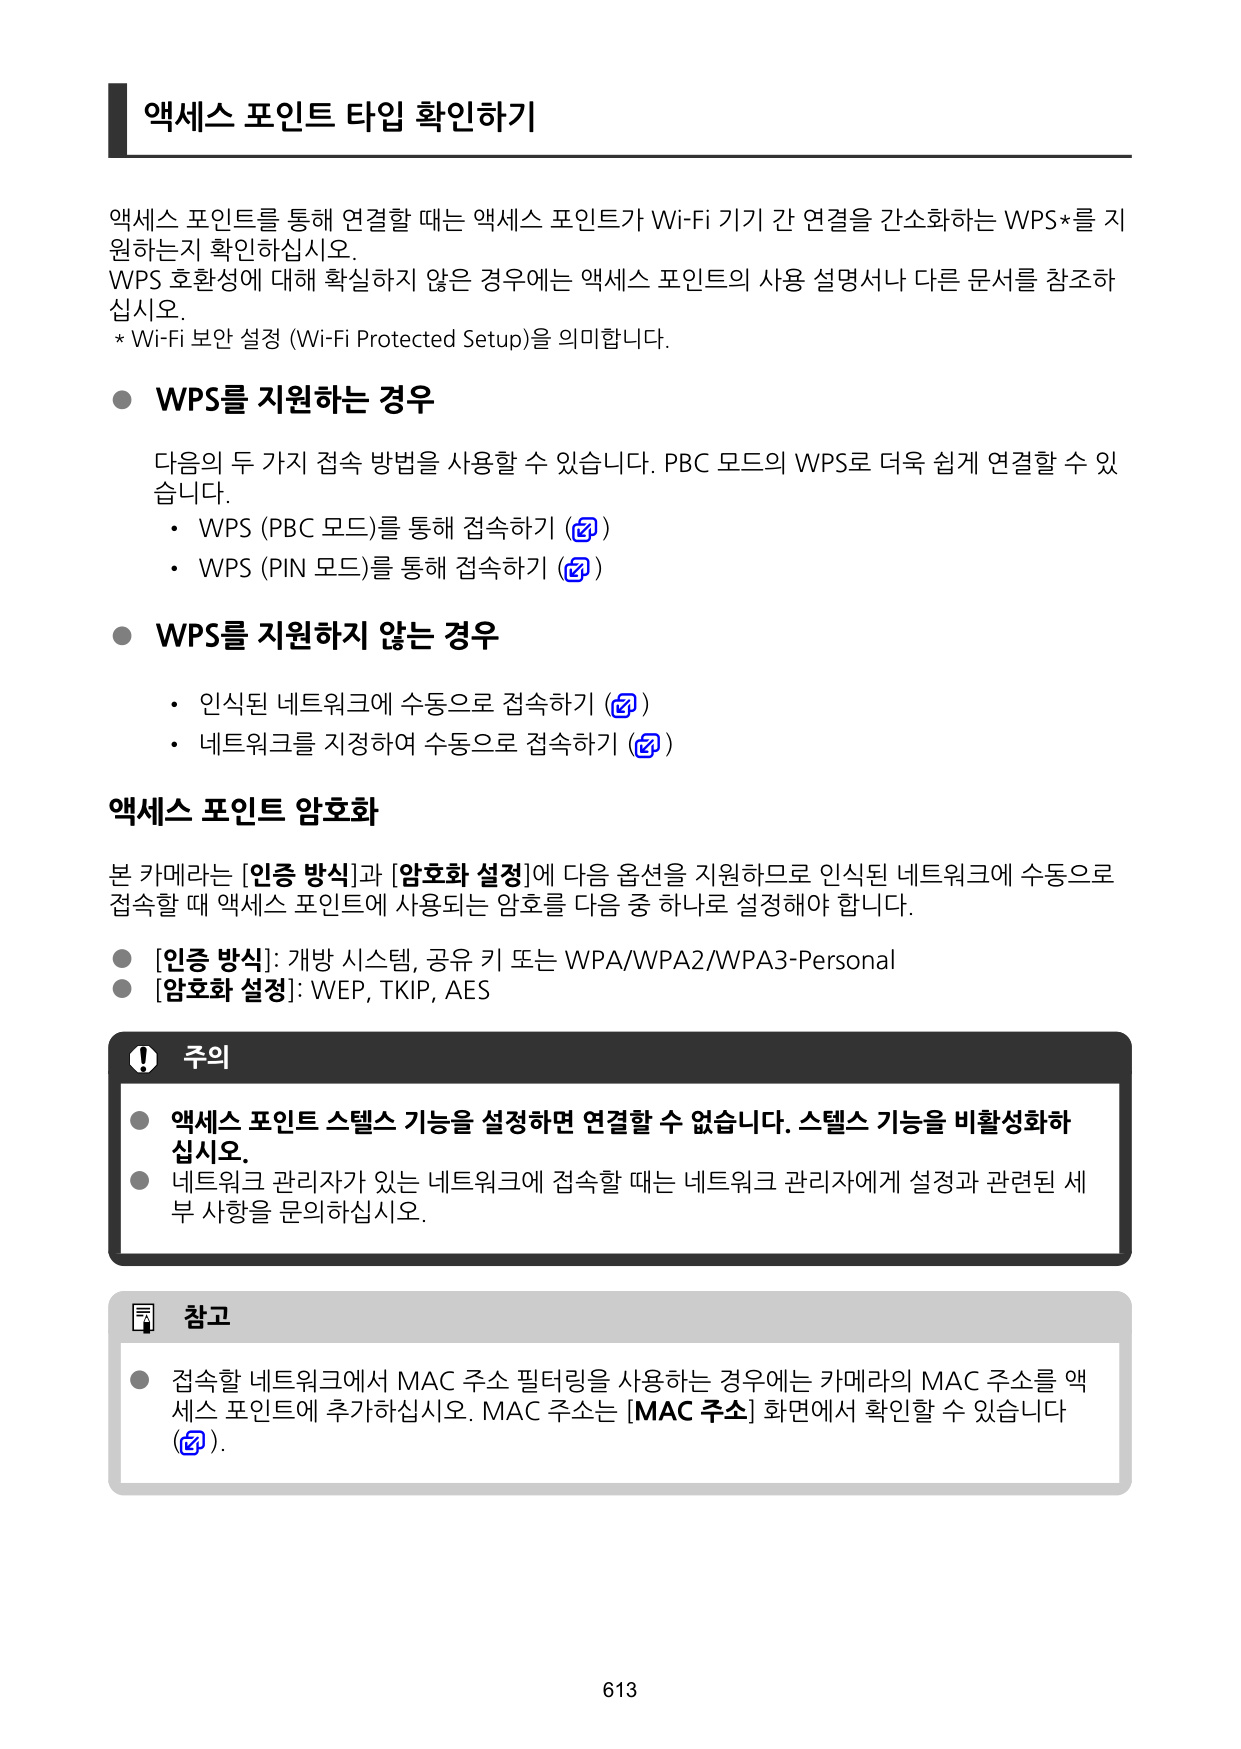 액세스 포인트 타입 확인하기
액세스 포인트를 통해 연결할 때는 액세스 포인트가 Wi-Fi 기기 간 연결을 간소화하는 WPS*를 지
원하는지 확인하십시오.
WPS 호환성에 대해 확실하지 않은 경우에는 액세스 포인트의 사용 설명서나 다른 문서를 참조하
십시오.
* Wi-Fi 보안 설정 (Wi-Fi Protected Setup)을 의미합니다.
● WPS를 지원하는 경우
다음의 두 가지 접속 방법을 사용할 수 있습니다. PBC 모드의 WPS로 더욱 쉽게 연결할 수 있
습니다.
• WPS (PBC 모드)를 통해 접속하기 ( )
• WPS (PIN 모드)를 통해 접속하기 ( )
● WPS를 지원하지 않는 경우
• 인식된 네트워크에 수동으로 접속하기 ( )
• 네트워크를 지정하여 수동으로 접속하기 ( )
액세스 포인트 암호화
본 카메라는 [인증 방식]과 [암호화 설정]에 다음 옵션을 지원하므로 인식된 네트워크에 수동으로
접속할 때 액세스 포인트에 사용되는 암호를 다음 중 하나로 설정해야 합니다.
● [인증 방식]: 개방 시스템, 공유 키 또는 WPA/WPA2/WPA3-Personal
● [암호화 설정]: WEP, TKIP, AES
주의
● 액세스 포인트 스텔스 기능을 설정하면 연결할 수 없습니다. 스텔스 기능을 비활성화하
십시오.
● 네트워크 관리자가 있는 네트워크에 접속할 때는 네트워크 관리자에게 설정과 관련된 세
부 사항을 문의하십시오.
참고
● 접속할 네트워크에서 MAC 주소 필터링을 사용하는 경우에는 카메라의 MAC 주소를 액
세스 포인트에 추가하십시오. MAC 주소는 [MAC 주소] 화면에서 확인할 수 있습니다
( ).
613